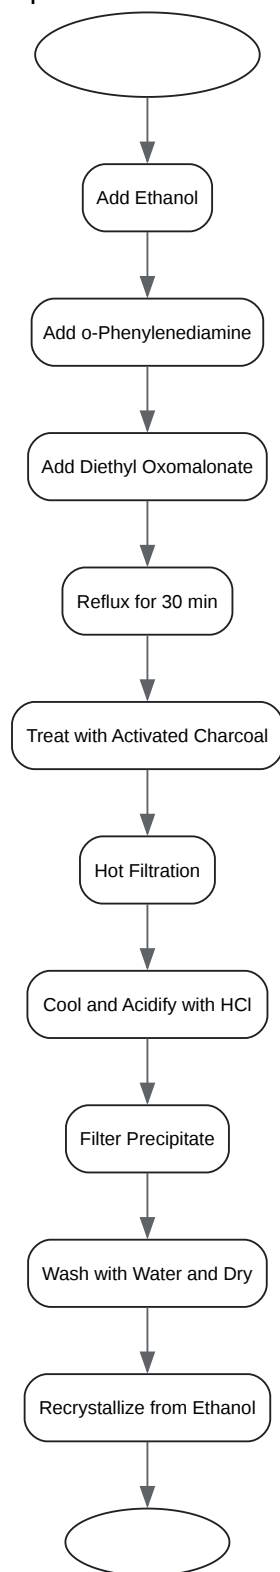 Add Ethanol
Add o-Phenylenediamine
Add Diethyl Oxomalonate
Reflux for 30 min
Treat with Activated Charcoal
Hot Filtration
Cool and Acidify with HCl
Filter Precipitate
Wash with Water and Dry
Recrystallize from Ethanol